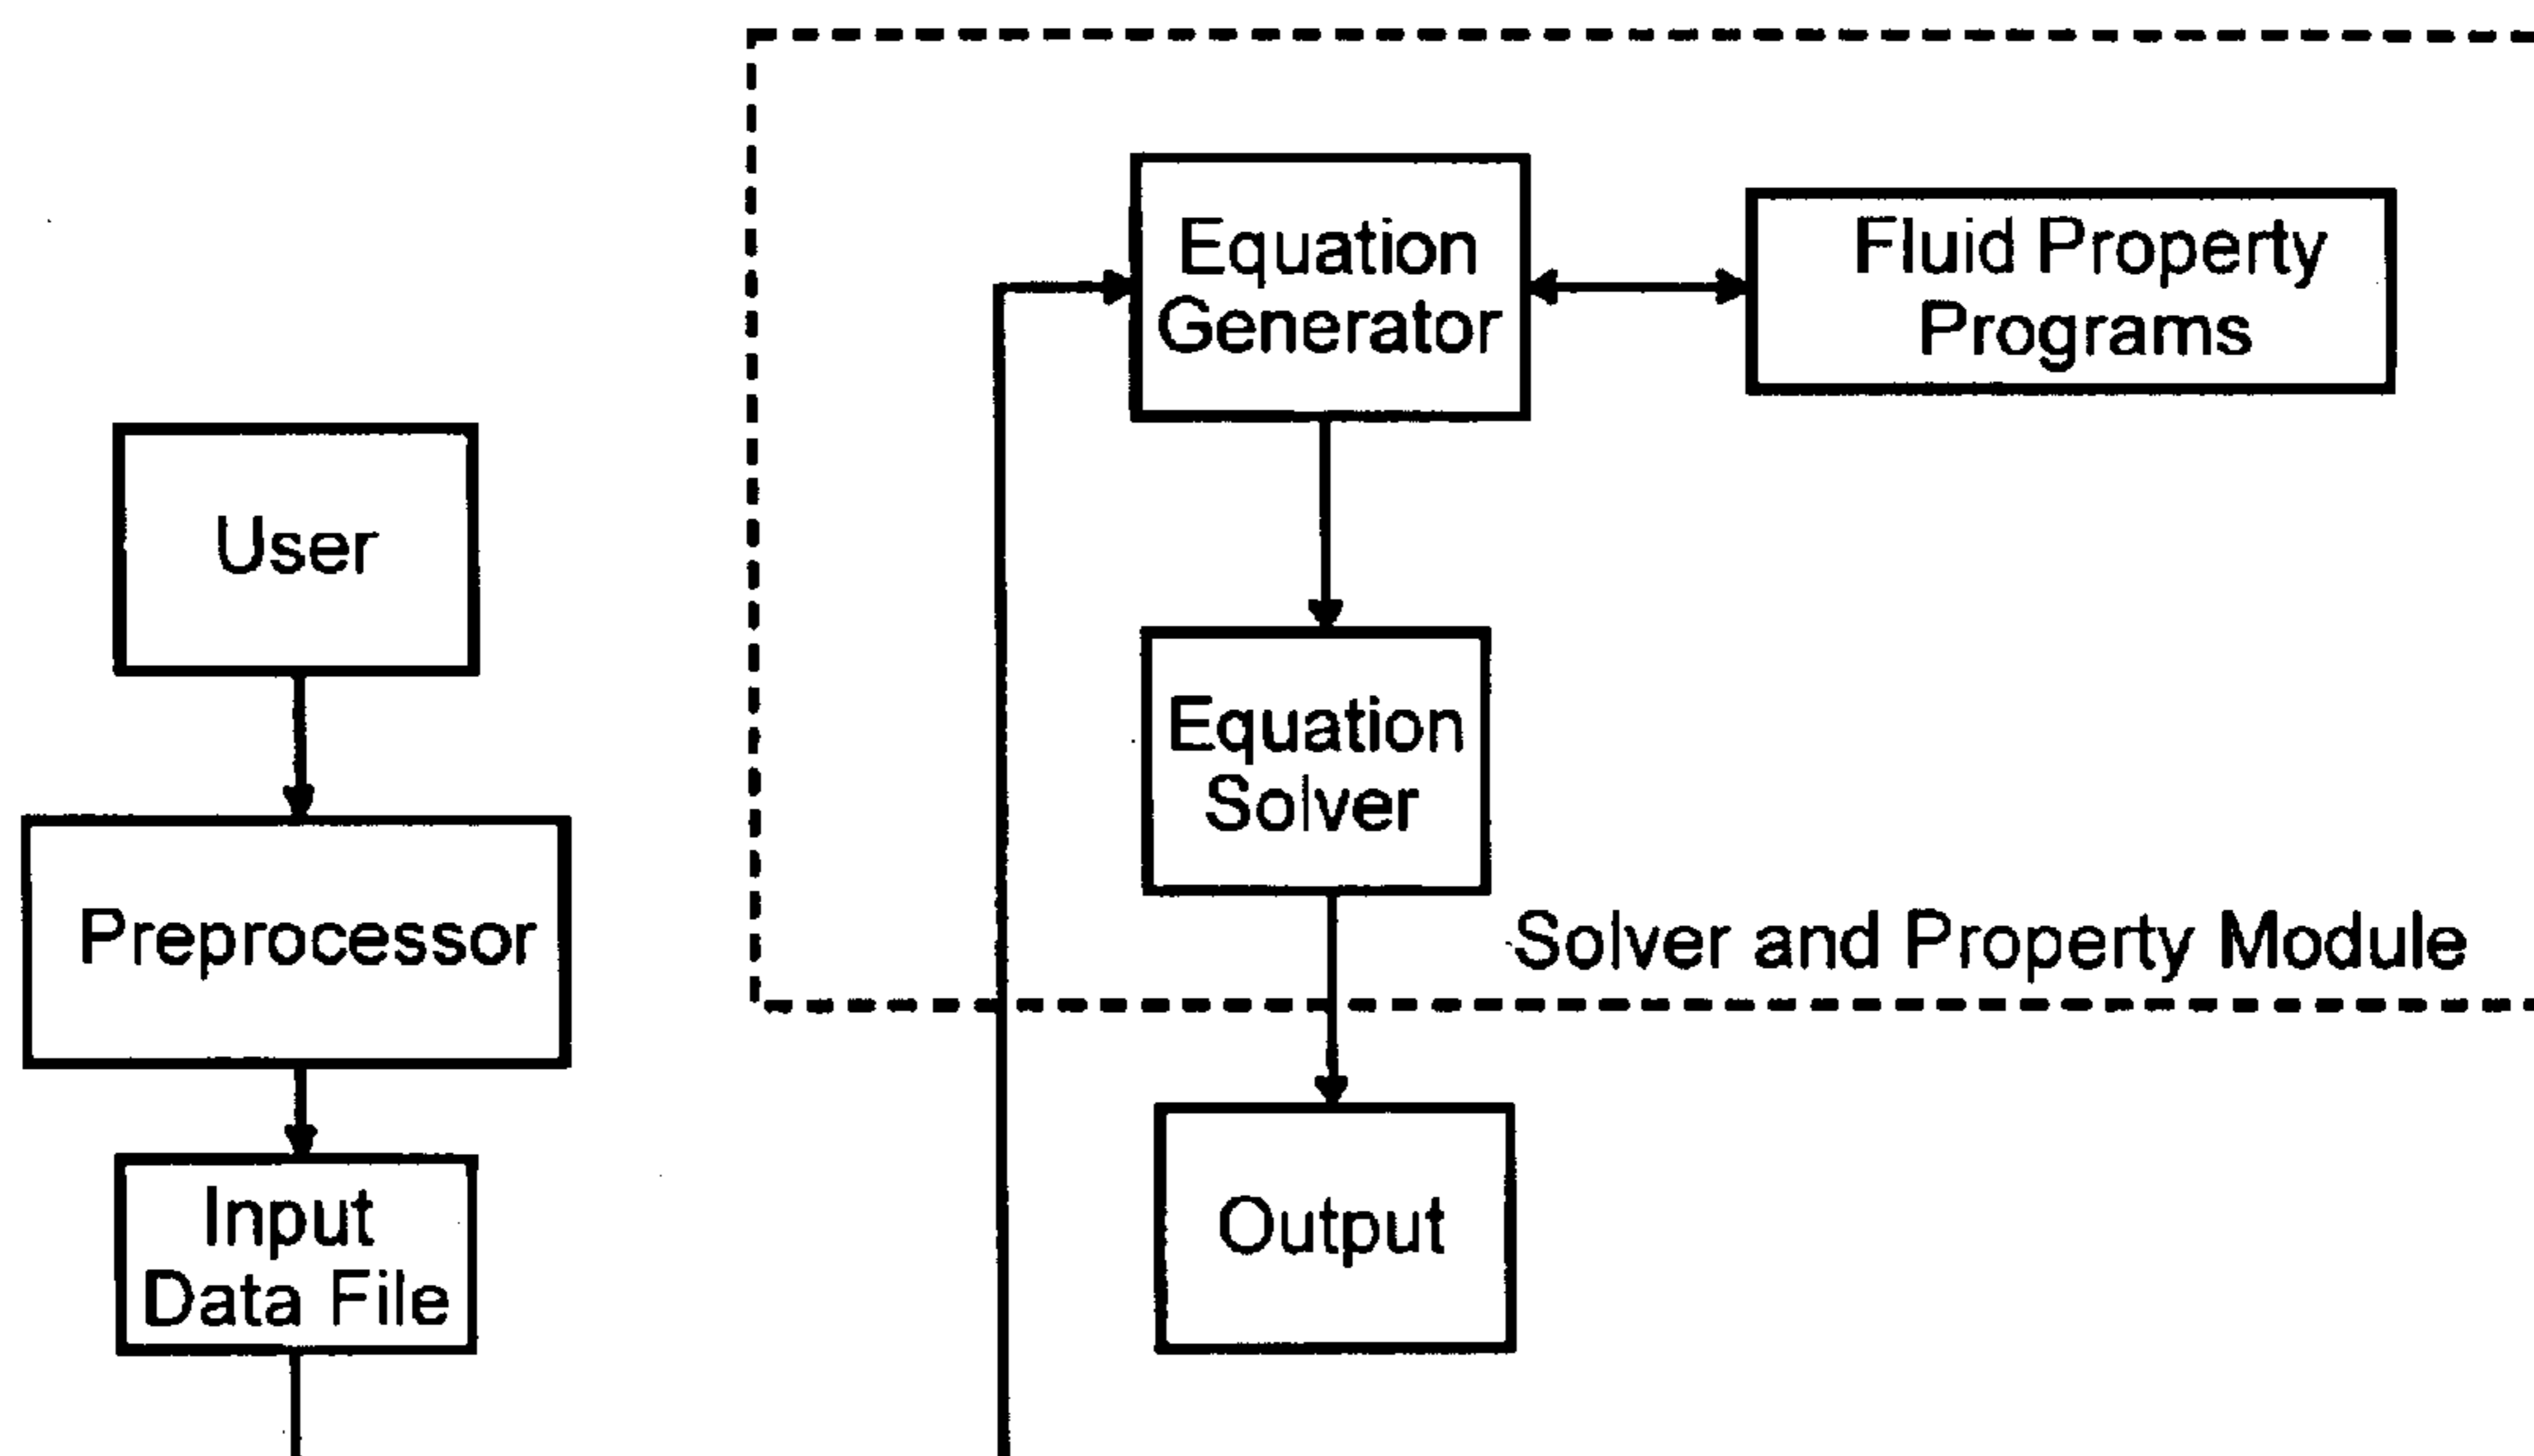 User
Preprocessor
Input
Data File
Equation
Generator
Fluid Property
Programs
Equation
Solver
Solver and Property Module
Output